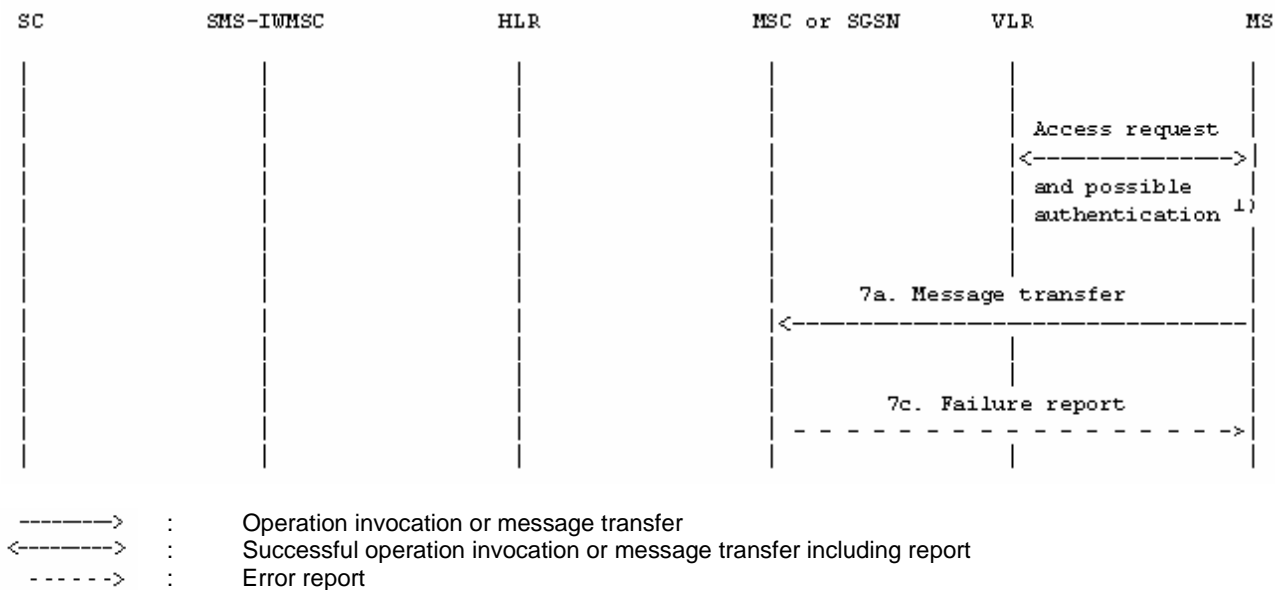 SC SMS-IWMSC HLR MSC or SGSN VLR MS
Access request
and possible
authentication 1)
7a. Message transfer
7c. Failure report
: Operation invocation or message transfer
: Successful operation invocation or message transfer including report
: Error report